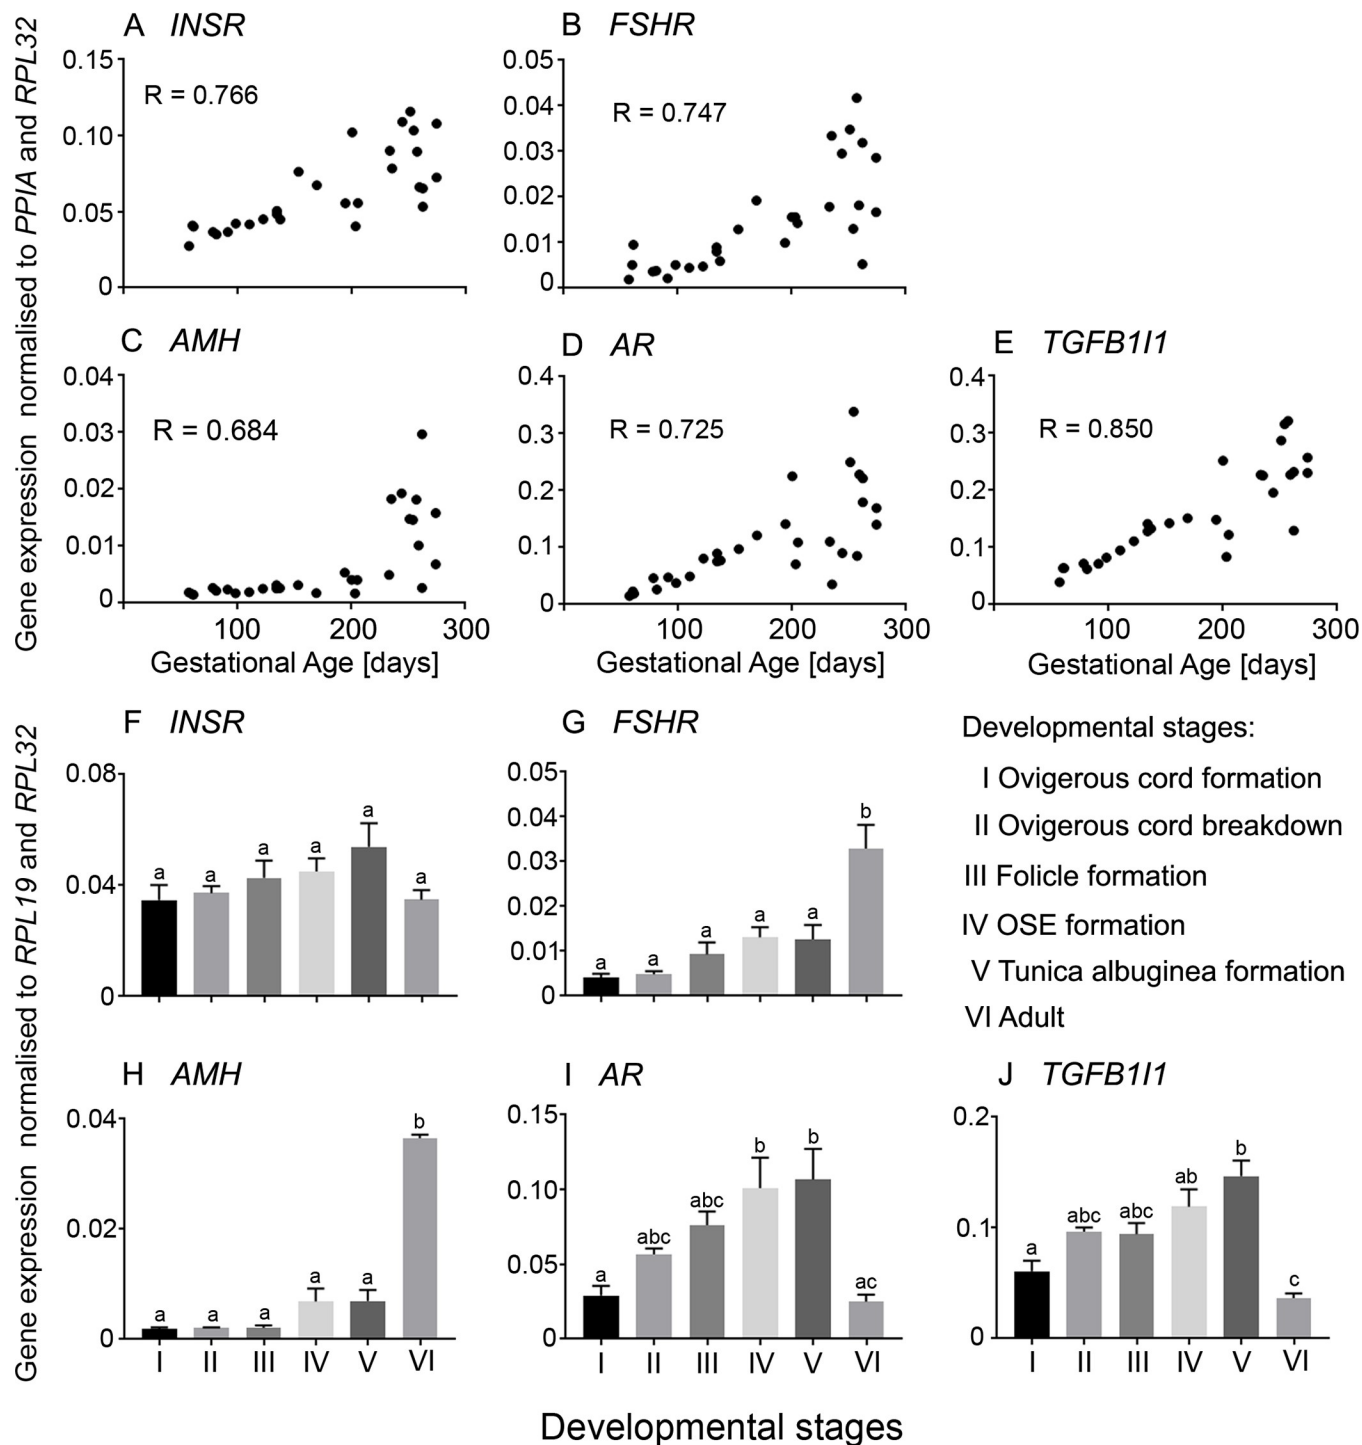 Gene expression normalised to PPIA and RPL32
A INSR
0.15
0.10
0.05
0
R = 0.766
B FSHR
0.05
0.04
0.03
0.02
0.01
0
R = 0.747
C AMH
0.04
0.03
0.02
0.01
0
R = 0.684
100 200 300
Gestational Age [days]
D AR
0.4
0.3
0.2
0.1
0
R = 0.725
100 200 300
Gestational Age [days]
E TGFB1I1
0.4
0.3
0.2
0.1
0
R = 0.850
100 200 300
Gestational Age [days]
Gene expression normalised to RPL19 and RPL32
F INSR
0.08
0.04
0
a a a a a a
G FSHR
0.05
0.04
0.03
0.02
0.01
0
a a a a a b
Developmental stages:
I Ovigerous cord formation
II Ovigerous cord breakdown
III Follicle formation
IV OSE formation
V Tunica albuginea formation
VI Adult
H AMH
0.04
0.02
0
a a a a a b
I II III IV V VI
I AR
0.15
0.10
0.05
0
a abc abc b b ac
I II III IV V VI
J TGFB1I1
0.2
0.1
0
a abc abc ab b c
I II III IV V VI
Developmental stages